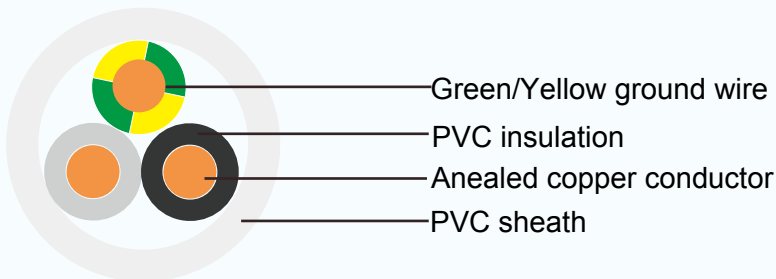 Green/Yellow ground wire
PVC insulation
Anealed copper conductor
PVC sheath